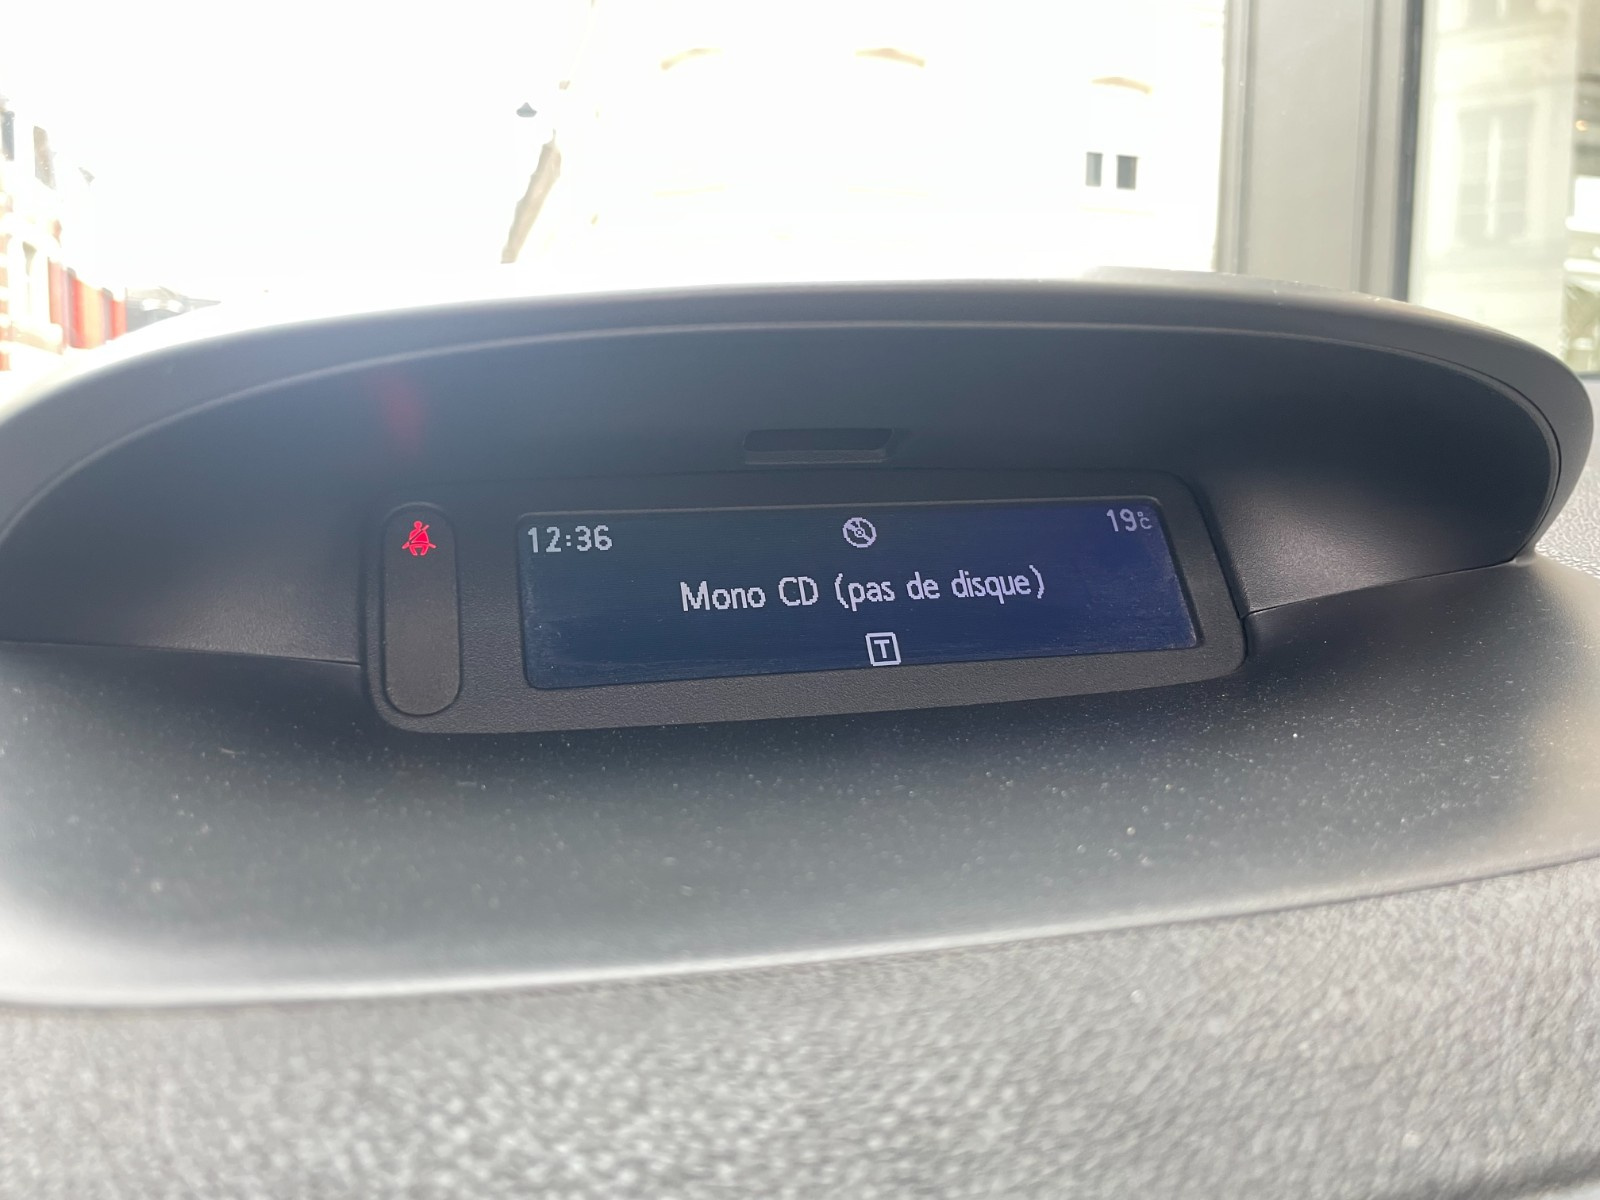 12:36 19°C
Mono CD (pas de disque)
T